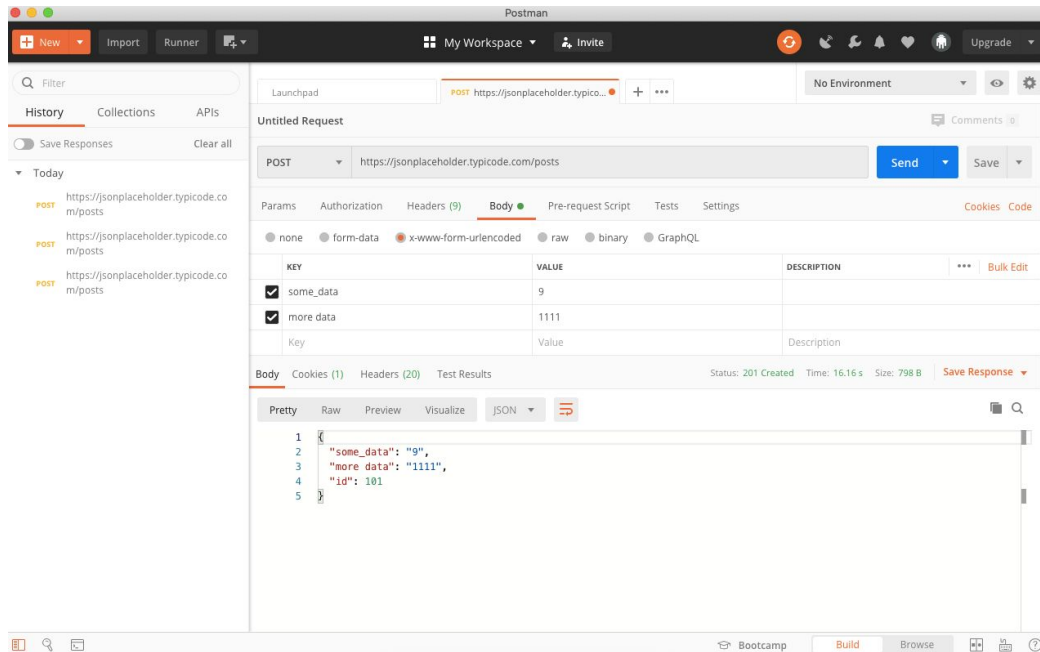 Postman
New Import Runner My Workspace Invite Upgrade
Filter
History Collections APIs
Save Responses Clear all
Today
POST https://jsonplaceholder.typicode.co
m/posts
POST https://jsonplaceholder.typicode.co
m/posts
POST https://jsonplaceholder.typicode.co
m/posts
Launchpad POST https://jsonplaceholder.typico... + ••• No Environment
Untitled Request Comments 0
POST https://jsonplaceholder.typicode.com/posts Send Save
Params Authorization Headers (9) Body Pre-request Script Tests Settings Cookies Code
none form-data x-www-form-urlencoded raw binary GraphQL
KEY VALUE DESCRIPTION ••• Bulk Edit
some_data 9
more data 1111
Key Value Description
Body Cookies (1) Headers (20) Test Results Status: 201 Created Time: 16.16 s Size: 798 B Save Response
Pretty Raw Preview Visualize JSON
1 {
2 "some_data": "9",
3 "more data": "1111",
4 "id": 101
5 }
Bootcamp Build Browse